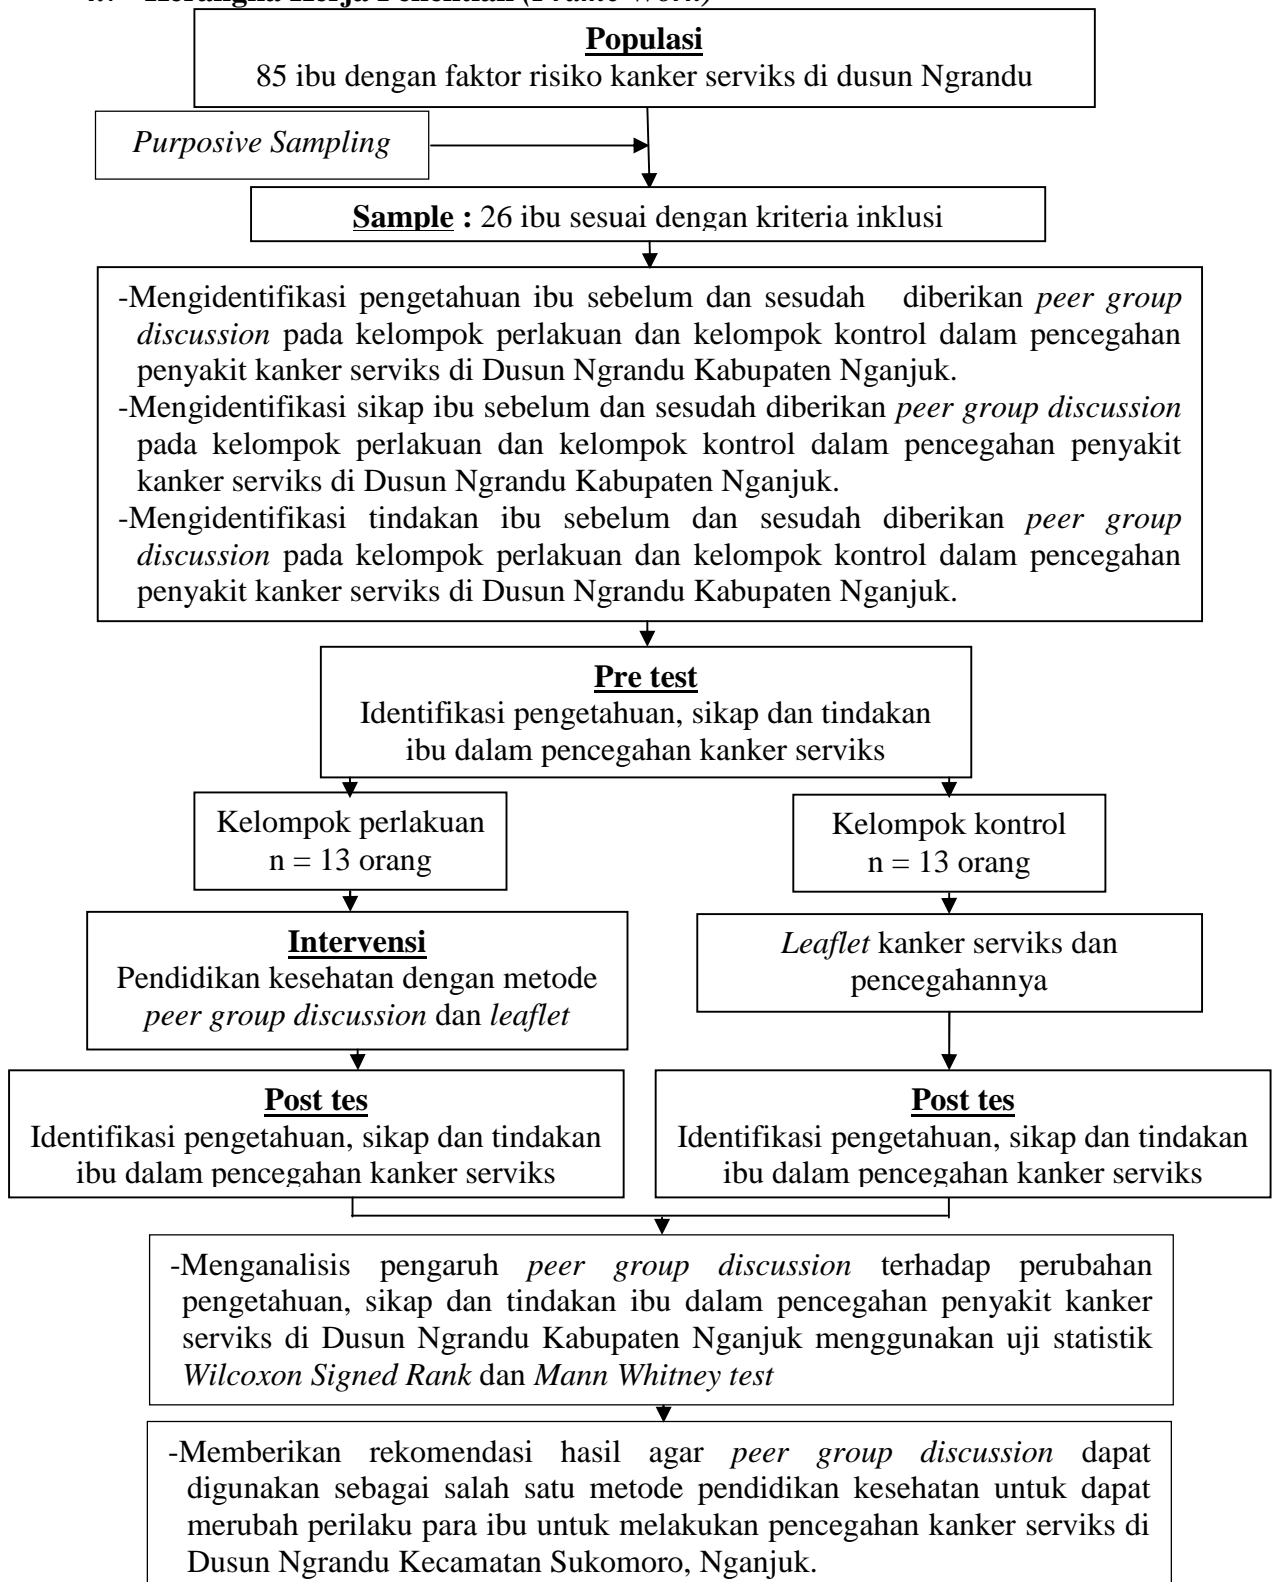 Populasi
85 ibu dengan faktor risiko kanker serviks di dusun Ngrandu
Purposive Sampling
Sample : 26 ibu sesuai dengan kriteria inklusi
-Mengidentifikasi pengetahuan ibu sebelum dan sesudah diberikan peer group
discussion pada kelompok perlakuan dan kelompok kontrol dalam pencegahan
penyakit kanker serviks di Dusun Ngrandu Kabupaten Nganjuk.
-Mengidentifikasi sikap ibu sebelum dan sesudah diberikan peer group discussion
pada kelompok perlakuan dan kelompok kontrol dalam pencegahan penyakit
kanker serviks di Dusun Ngrandu Kabupaten Nganjuk.
-Mengidentifikasi tindakan ibu sebelum dan sesudah diberikan peer group
discussion pada kelompok perlakuan dan kelompok kontrol dalam pencegahan
penyakit kanker serviks di Dusun Ngrandu Kabupaten Nganjuk.
Pre test
Identifikasi pengetahuan, sikap dan tindakan
ibu dalam pencegahan kanker serviks
Kelompok perlakuan
n = 13 orang
Kelompok kontrol
n = 13 orang
Intervensi
Pendidikan kesehatan dengan metode
peer group discussion dan leaflet
Leaflet kanker serviks dan
pencegahannya
Post tes
Identifikasi pengetahuan, sikap dan tindakan
ibu dalam pencegahan kanker serviks
Post tes
Identifikasi pengetahuan, sikap dan tindakan
ibu dalam pencegahan kanker serviks
-Menganalisis pengaruh peer group discussion terhadap perubahan
pengetahuan, sikap dan tindakan ibu dalam pencegahan penyakit kanker
serviks di Dusun Ngrandu Kabupaten Nganjuk menggunakan uji statistik
Wilcoxon Signed Rank dan Mann Whitney test
-Memberikan rekomendasi hasil agar peer group discussion dapat
digunakan sebagai salah satu metode pendidikan kesehatan untuk dapat
merubah perilaku para ibu untuk melakukan pencegahan kanker serviks di
Dusun Ngrandu Kecamatan Sukomoro, Nganjuk.